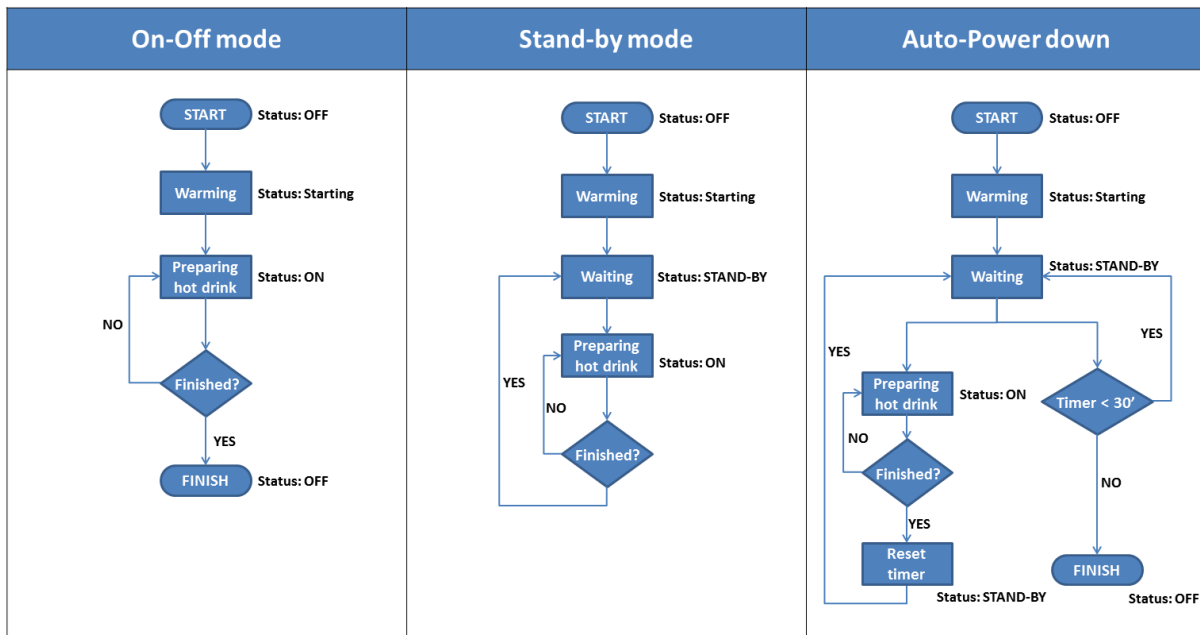 On-Off mode
Stand-by mode
Auto-Power down
START
Status: OFF
Warming
Status: Starting
Preparing
hot drink
Status: ON
NO
Finished?
YES
FINISH
Status: OFF
START
Status: OFF
Warming
Status: Starting
Waiting
Status: STAND-BY
Preparing
hot drink
Status: ON
YES
NO
Finished?
START
Status: OFF
Warming
Status: Starting
Waiting
Status: STAND-BY
YES
YES
Preparing
hot drink
Status: ON
Timer < 30'
NO
Finished?
YES
NO
Reset
timer
Status: STAND-BY
FINISH
Status: OFF